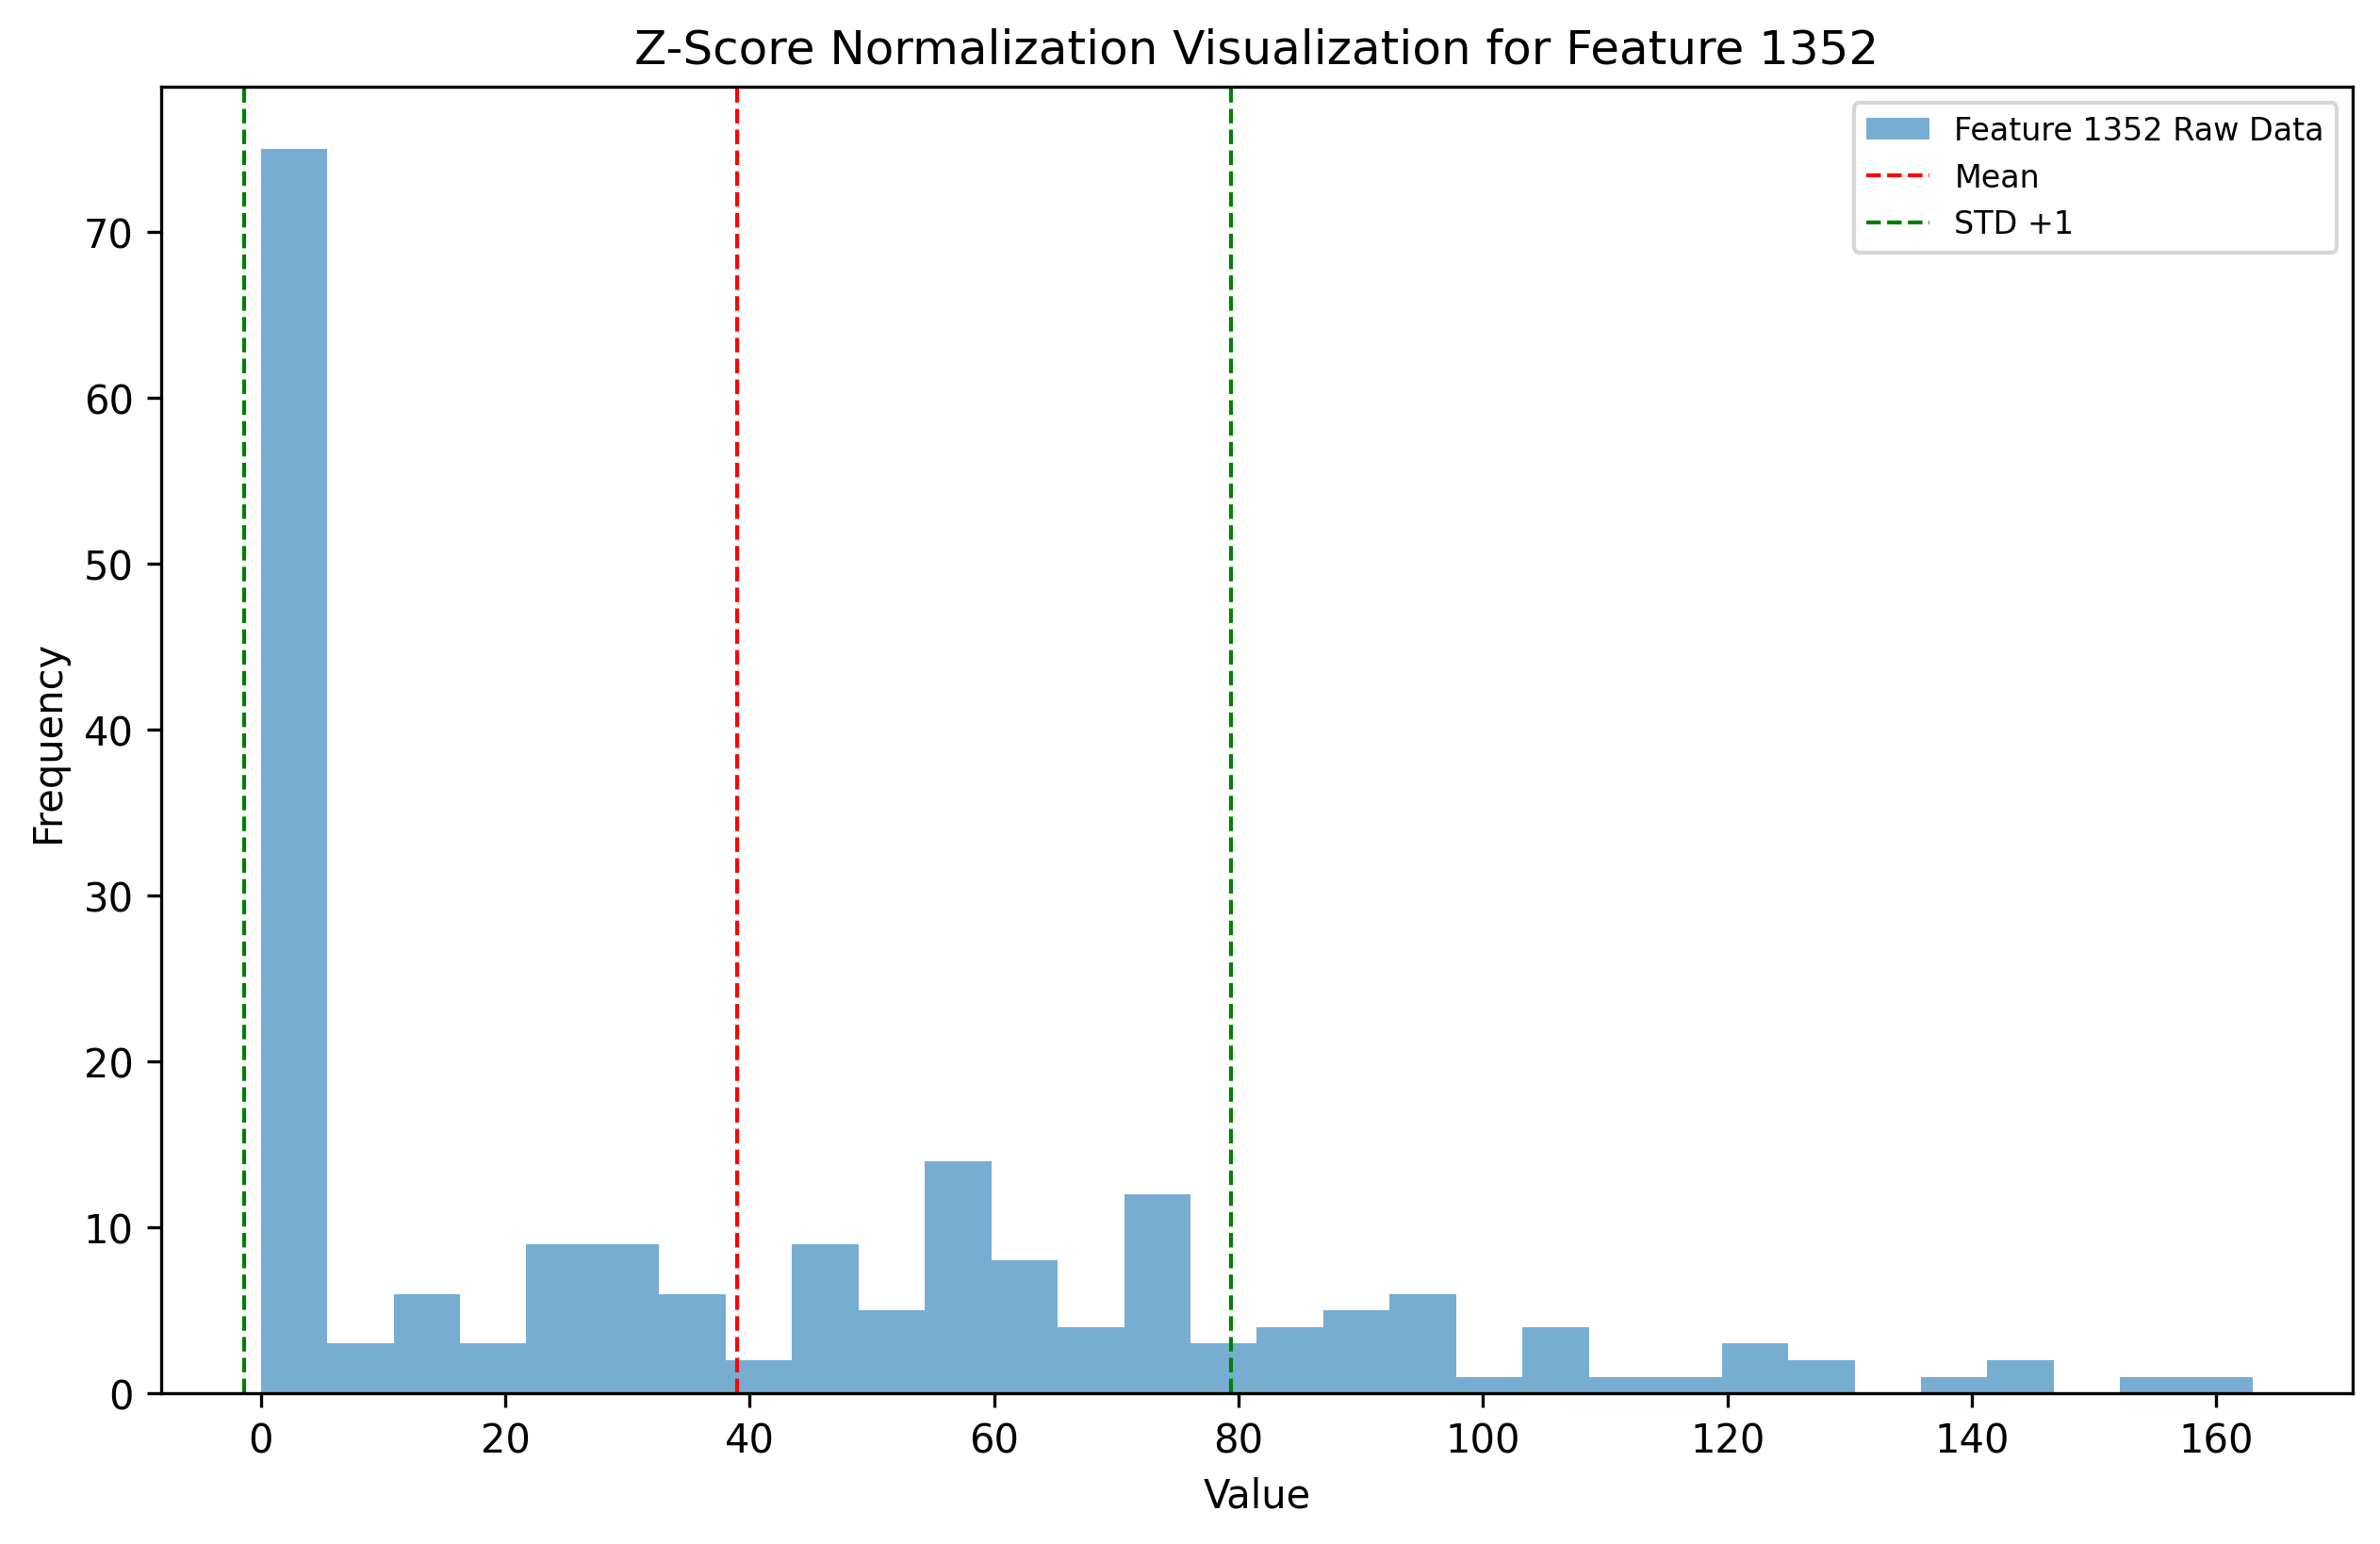 Z-Score Normalization Visualization for Feature 1352
Feature 1352 Raw Data
Mean
STD +1
Frequency
70
60
50
40
30
20
10
0
0 20 40 60 80 100 120 140 160
Value